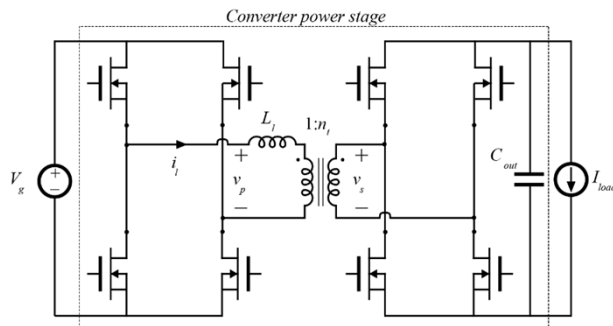 Converter power stage
L_l
1:n_t
V_g
i_l
+
v_p
−
+
v_s
−
C_out
I_load